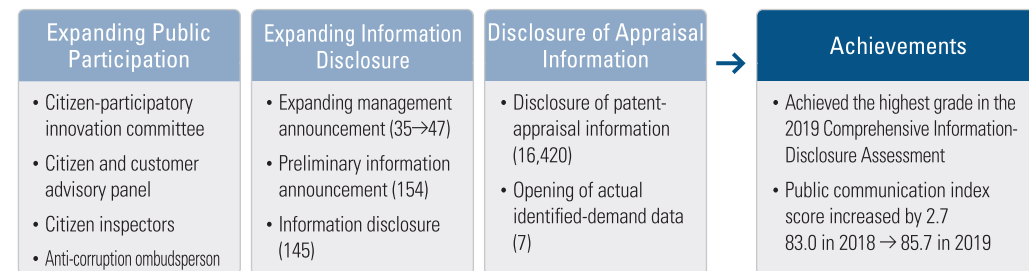 Expanding Public
Participation
• Citizen-participatory
innovation committee
• Citizen and customer
advisory panel
• Citizen inspectors
• Anti-corruption ombudsperson
Expanding Information
Disclosure
• Expanding management
announcement (35→47)
• Preliminary information
announcement (154)
• Information disclosure
(145)
Disclosure of Appraisal
Information
• Disclosure of patent-
appraisal information
(16,420)
• Opening of actual
identified-demand data
(7)
→
Achievements
• Achieved the highest grade in the
2019 Comprehensive Information-
Disclosure Assessment
• Public communication index
score increased by 2.7
83.0 in 2018 → 85.7 in 2019